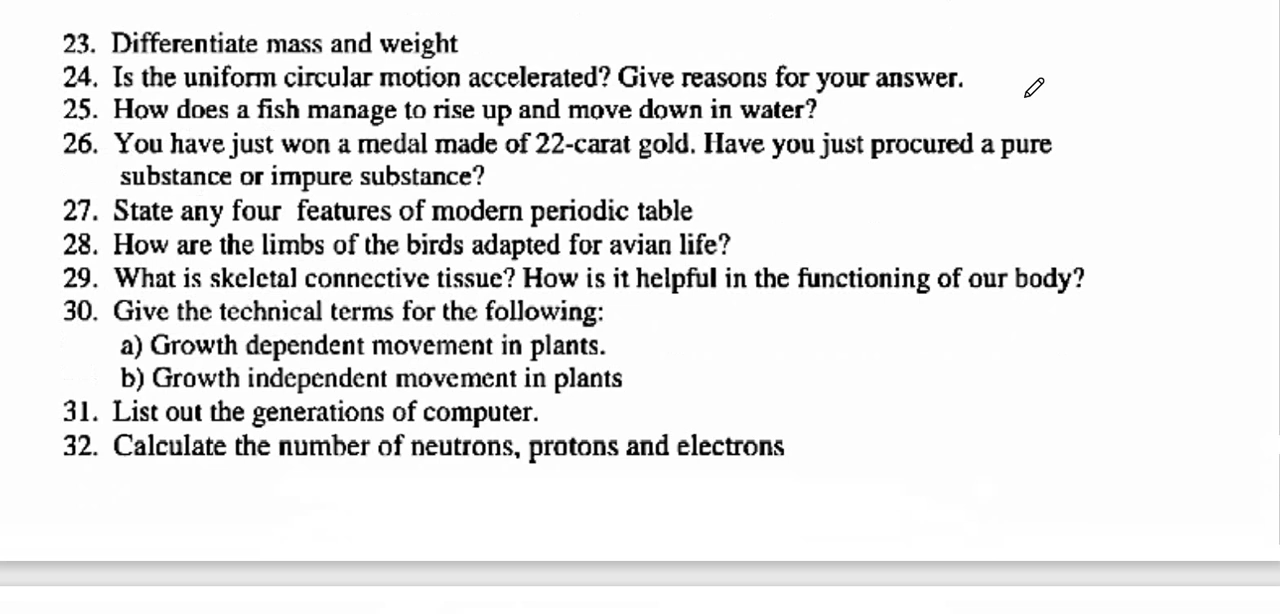 23. Differentiate mass and weight
24. Is the uniform circular motion accelerated? Give reasons for your answer.
25. How does a fish manage to rise up and move down in water?
26. You have just won a medal made of 22-carat gold. Have you just procured a pure
substance or impure substance?
27. State any four features of modern periodic table
28. How are the limbs of the birds adapted for avian life?
29. What is skeletal connective tissue? How is it helpful in the functioning of our body?
30. Give the technical terms for the following:
a) Growth dependent movement in plants.
b) Growth independent movement in plants
31. List out the generations of computer.
32. Calculate the number of neutrons, protons and electrons